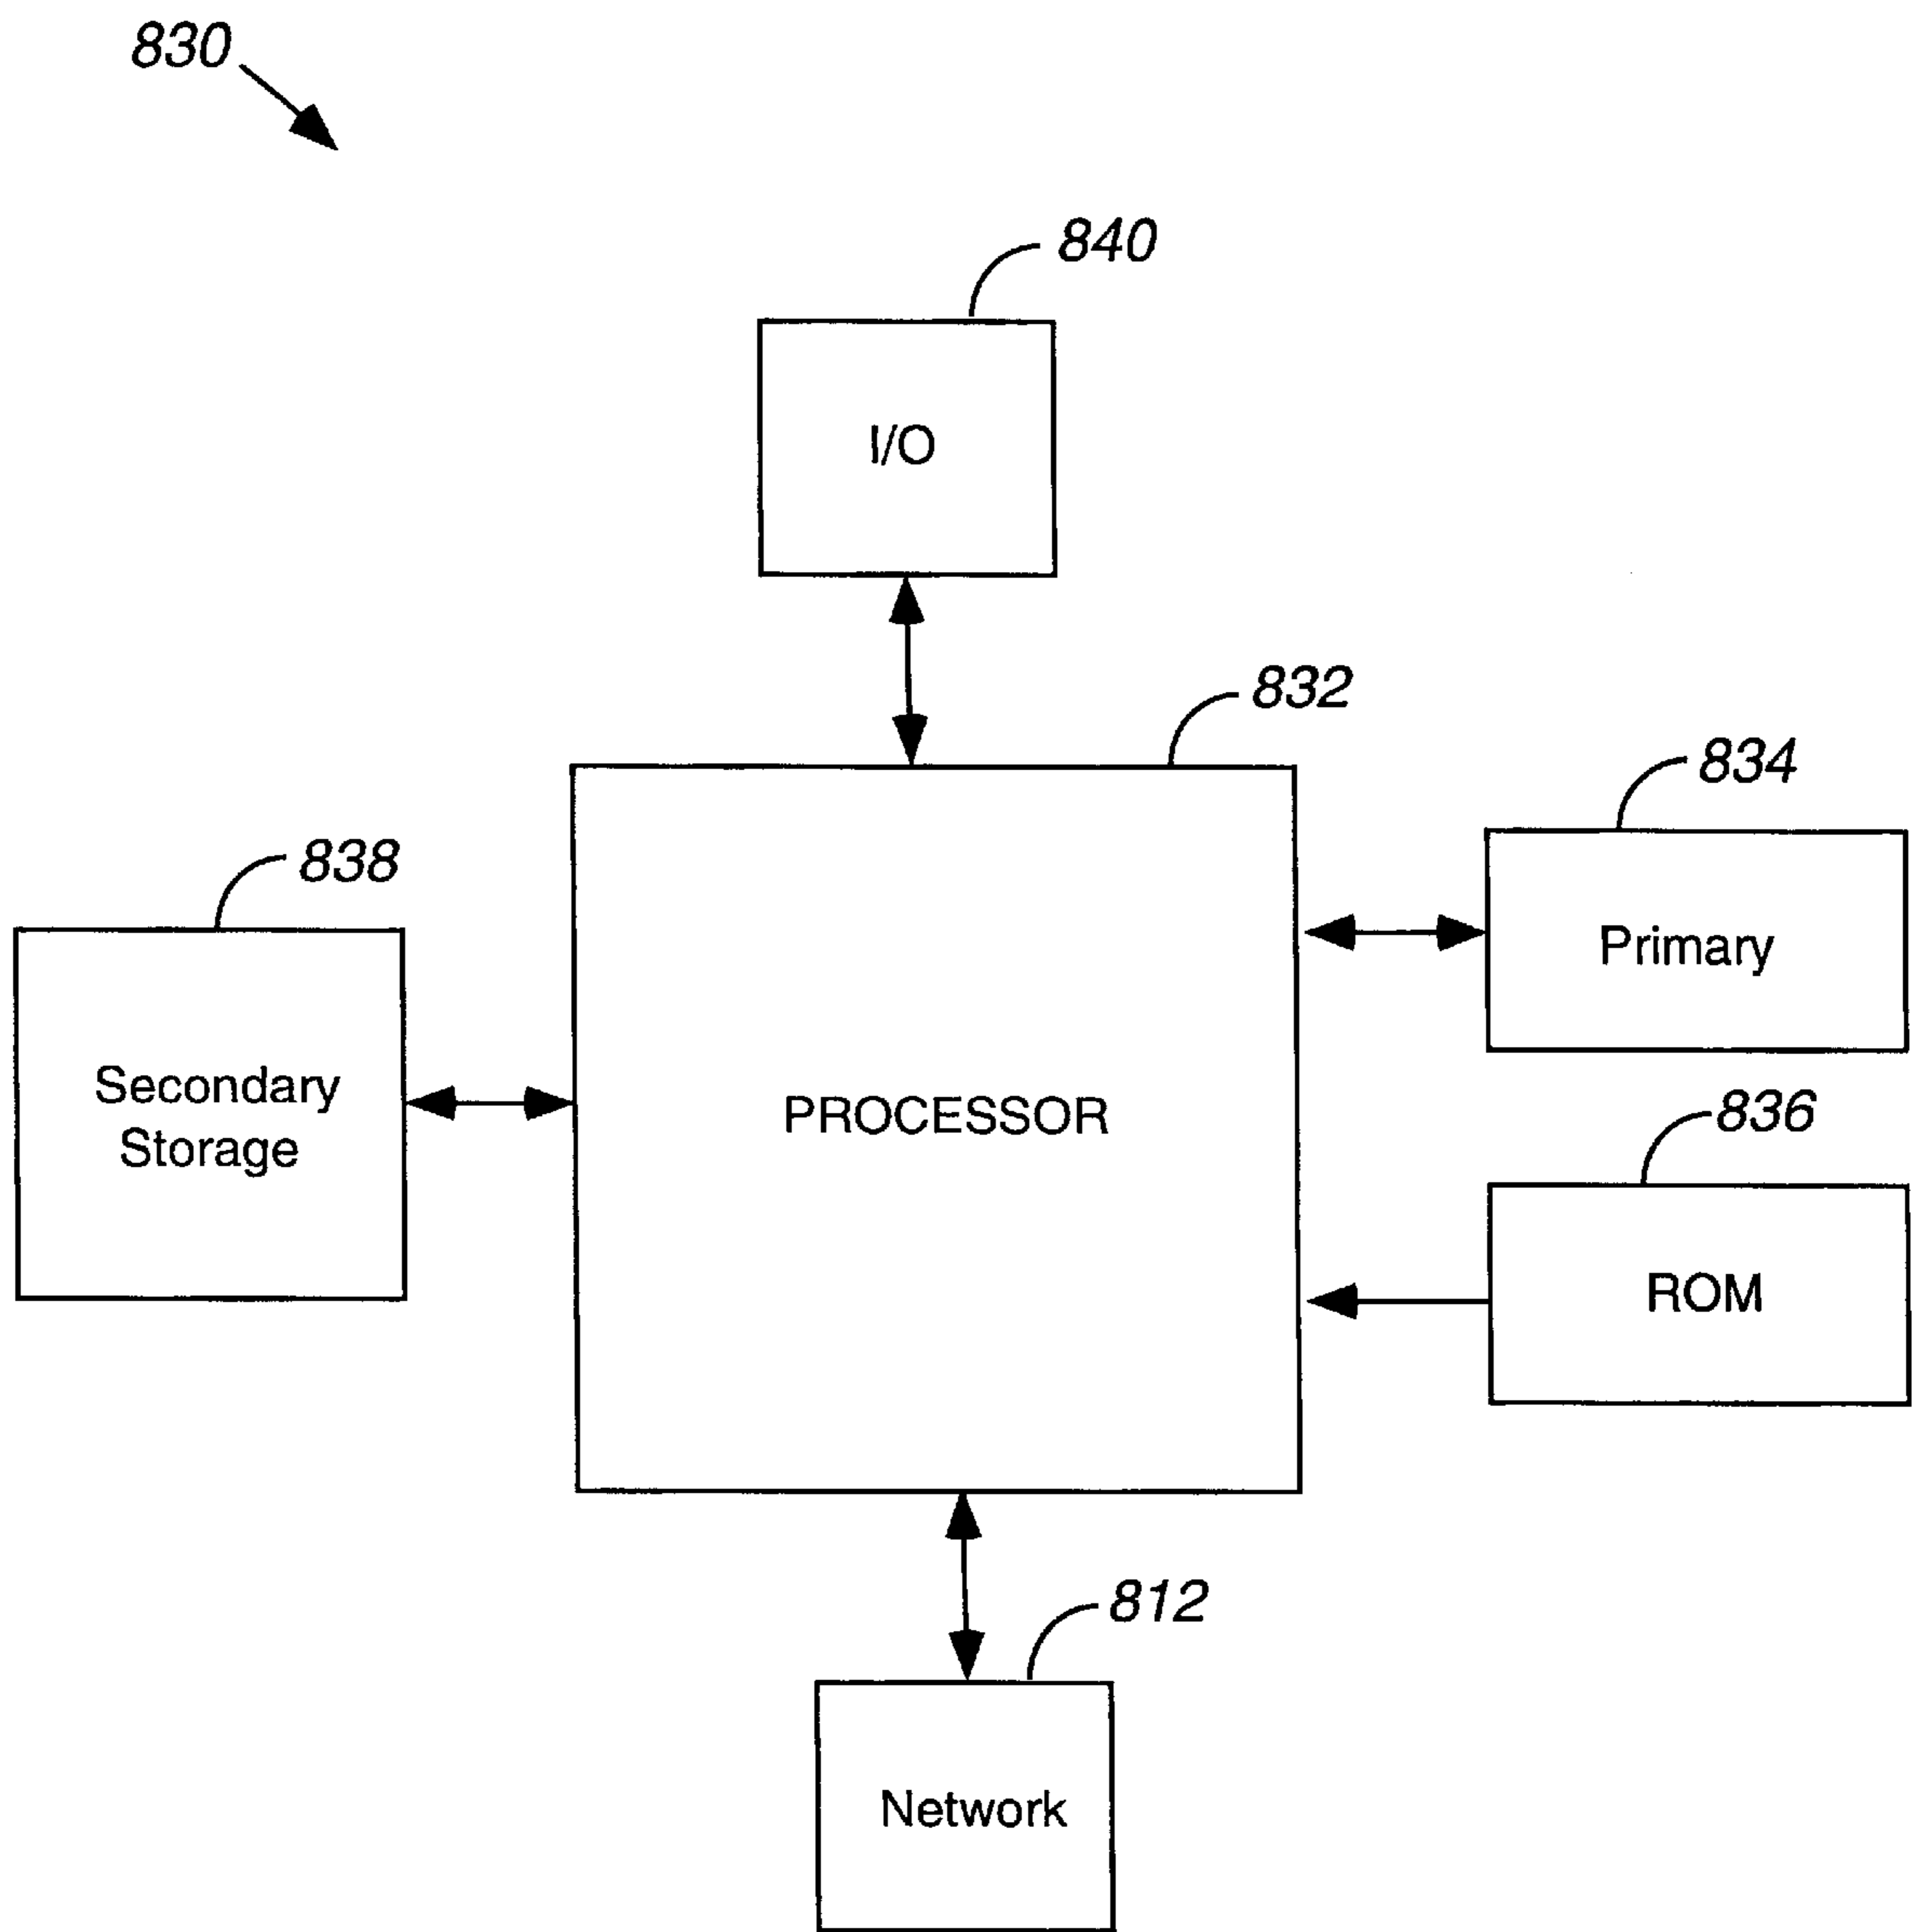 830
840
I/O
832
834
838
Primary
Secondary
Storage
PROCESSOR
836
ROM
812
Network